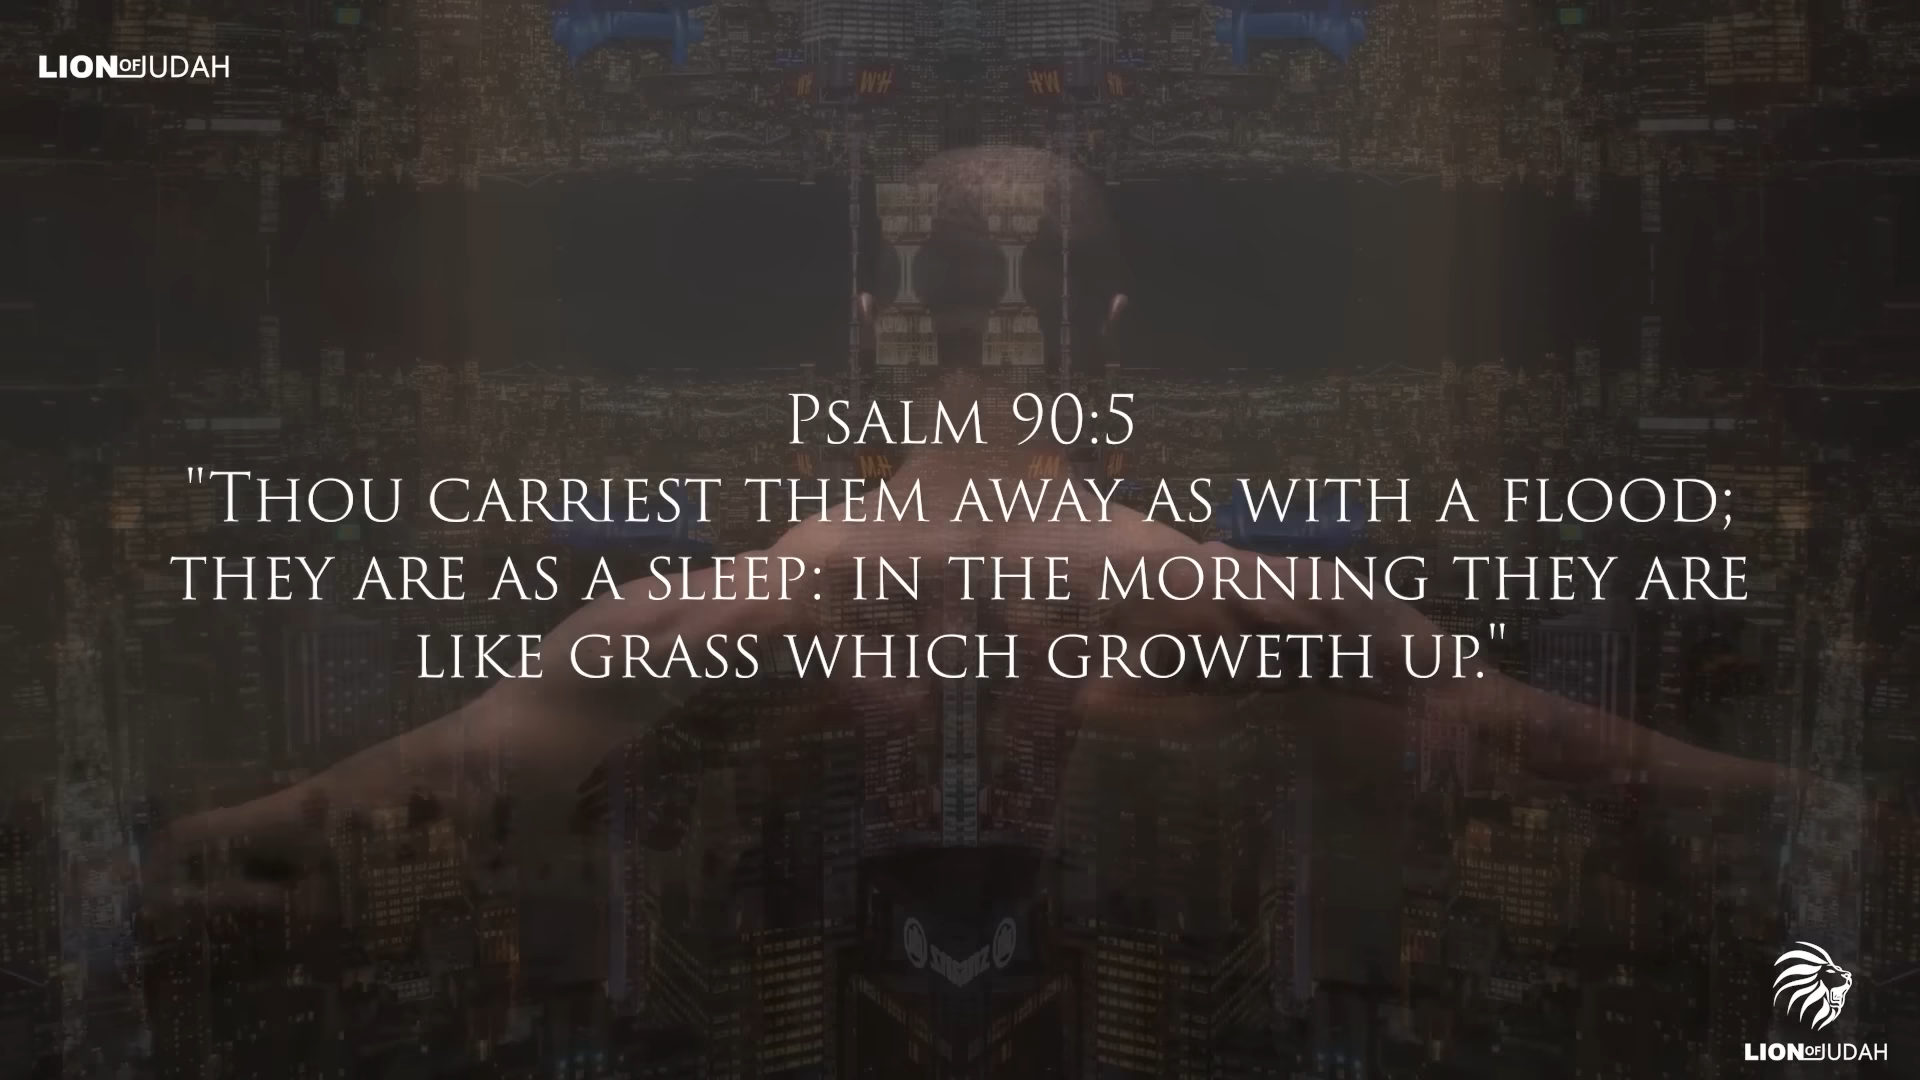 LION OF JUDAH
Psalm 90:5
"Thou carriest them away as with a flood;
they are as a sleep: in the morning they are
like grass which groweth up."
LION OF JUDAH